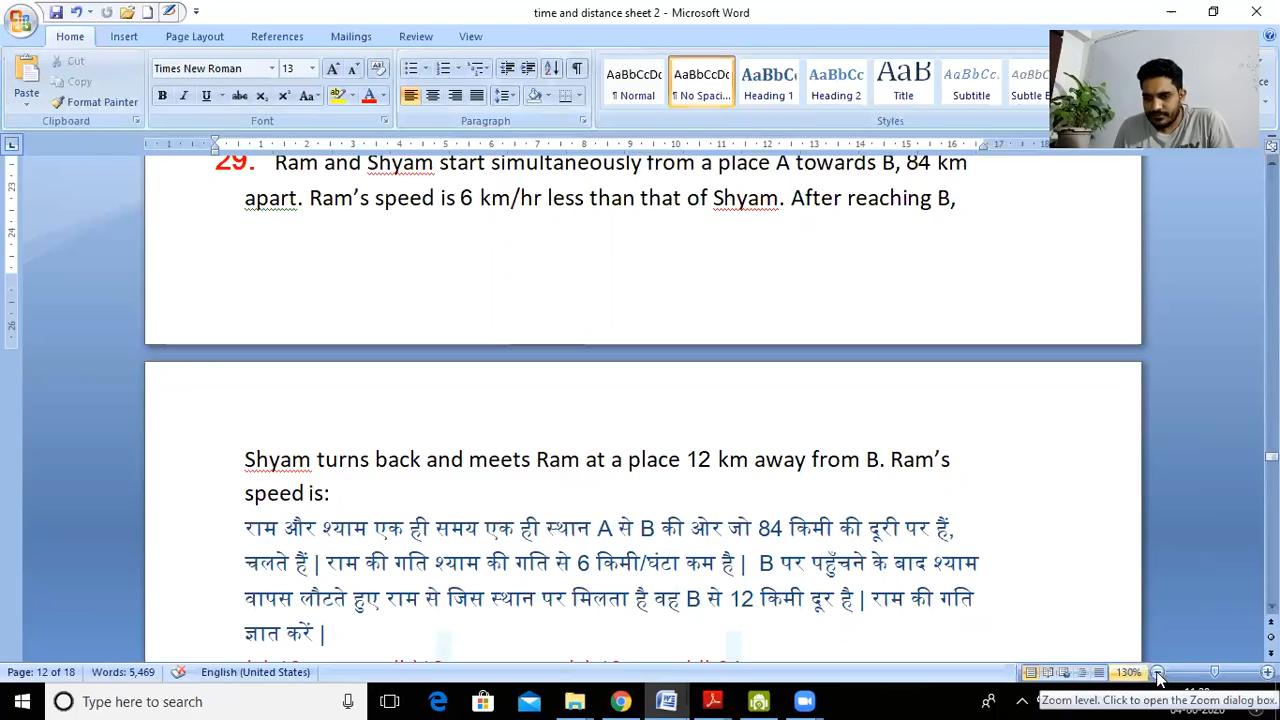 time and distance sheet 2 - Microsoft Word
Home Insert Page Layout References Mailings Review View
Cut
Copy
Format Painter
Paste
Times New Roman 13
AaBbCcDc AaBbCcDc AaBbCc AaBbCc AaB AaBbCc AaBbCcDc
¶ Normal ¶ No Spaci... Heading 1 Heading 2 Title Subtitle Subtle E
Clipboard Font Paragraph Styles
29. Ram and Shyam start simultaneously from a place A towards B, 84 km
apart. Ram's speed is 6 km/hr less than that of Shyam. After reaching B,
Shyam turns back and meets Ram at a place 12 km away from B. Ram's
speed is:
राम और श्याम एक ही समय एक ही स्थान A से B की ओर जो 84 किमी की दूरी पर हैं,
चलते हैं | राम की गति श्याम की गति से 6 किमी/घंटा कम है | B पर पहुँचने के बाद श्याम
वापस लौटते हुए राम से जिस स्थान पर मिलता है वह B से 12 किमी दूर है | राम की गति
ज्ञात करें |
Page: 12 of 18 Words: 5,469 English (United States) 130%
Zoom level. Click to open the Zoom dialog box.
Type here to search